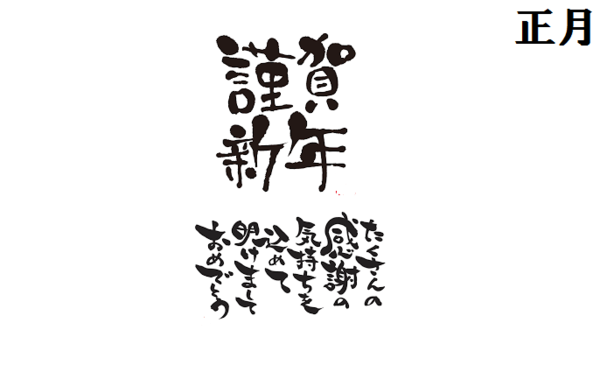 正月
謹賀
新年
たくさんの
感謝の
気持ちを
込めて
明けまして
おめでとう